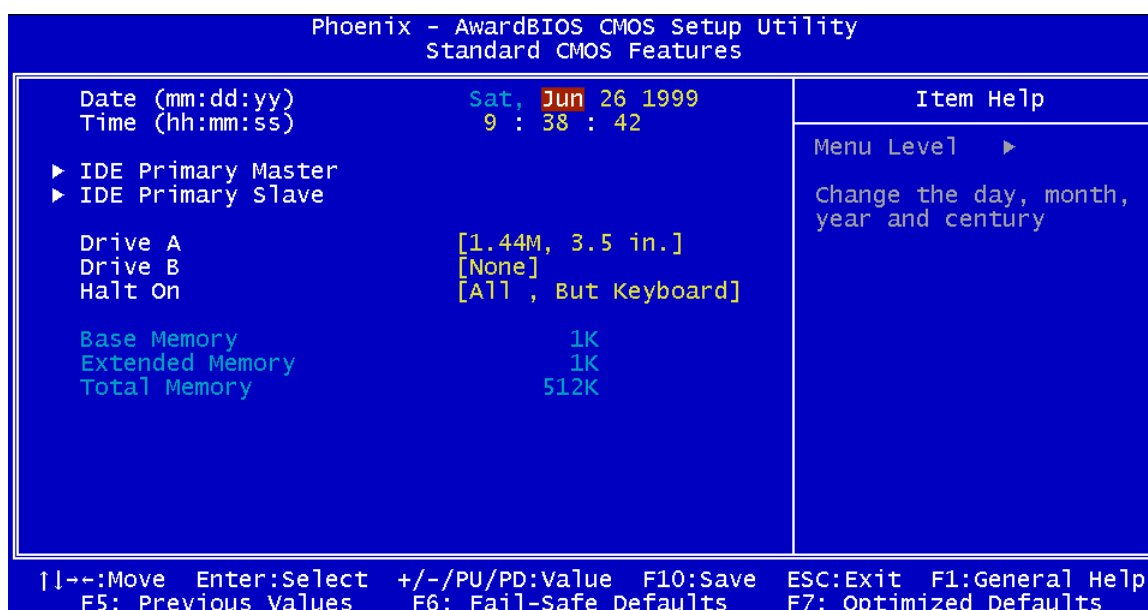 Phoenix - AwardBIOS CMOS Setup Utility
Standard CMOS Features
Date (mm:dd:yy) Sat, Jun 26 1999
Time (hh:mm:ss) 9 : 38 : 42
▶ IDE Primary Master
▶ IDE Primary Slave
Drive A [1.44M, 3.5 in.]
Drive B [None]
Halt On [All , But Keyboard]
Base Memory 1K
Extended Memory 1K
Total Memory 512K
Item Help
Menu Level ▶
Change the day, month,
year and century
↑↓→←:Move Enter:Select +/-/PU/PD:Value F10:Save ESC:Exit F1:General Help
F5: Previous Values F6: Fail-Safe Defaults F7: Optimized Defaults